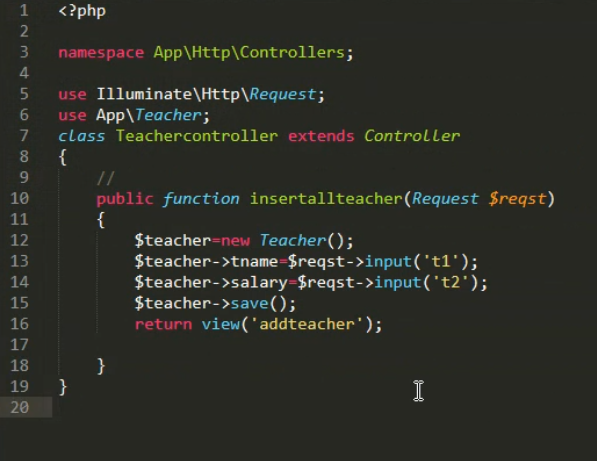 1 <?php
2
3 namespace App\Http\Controllers;
4
5 use Illuminate\Http\Request;
6 use App\Teacher;
7 class Teachercontroller extends Controller
8 {
9 //
10 public function insertallteacher(Request $reqst)
11 {
12 $teacher=new Teacher();
13 $teacher->tname=$reqst->input('t1');
14 $teacher->salary=$reqst->input('t2');
15 $teacher->save();
16 return view('addteacher');
17
18 }
19 }
20